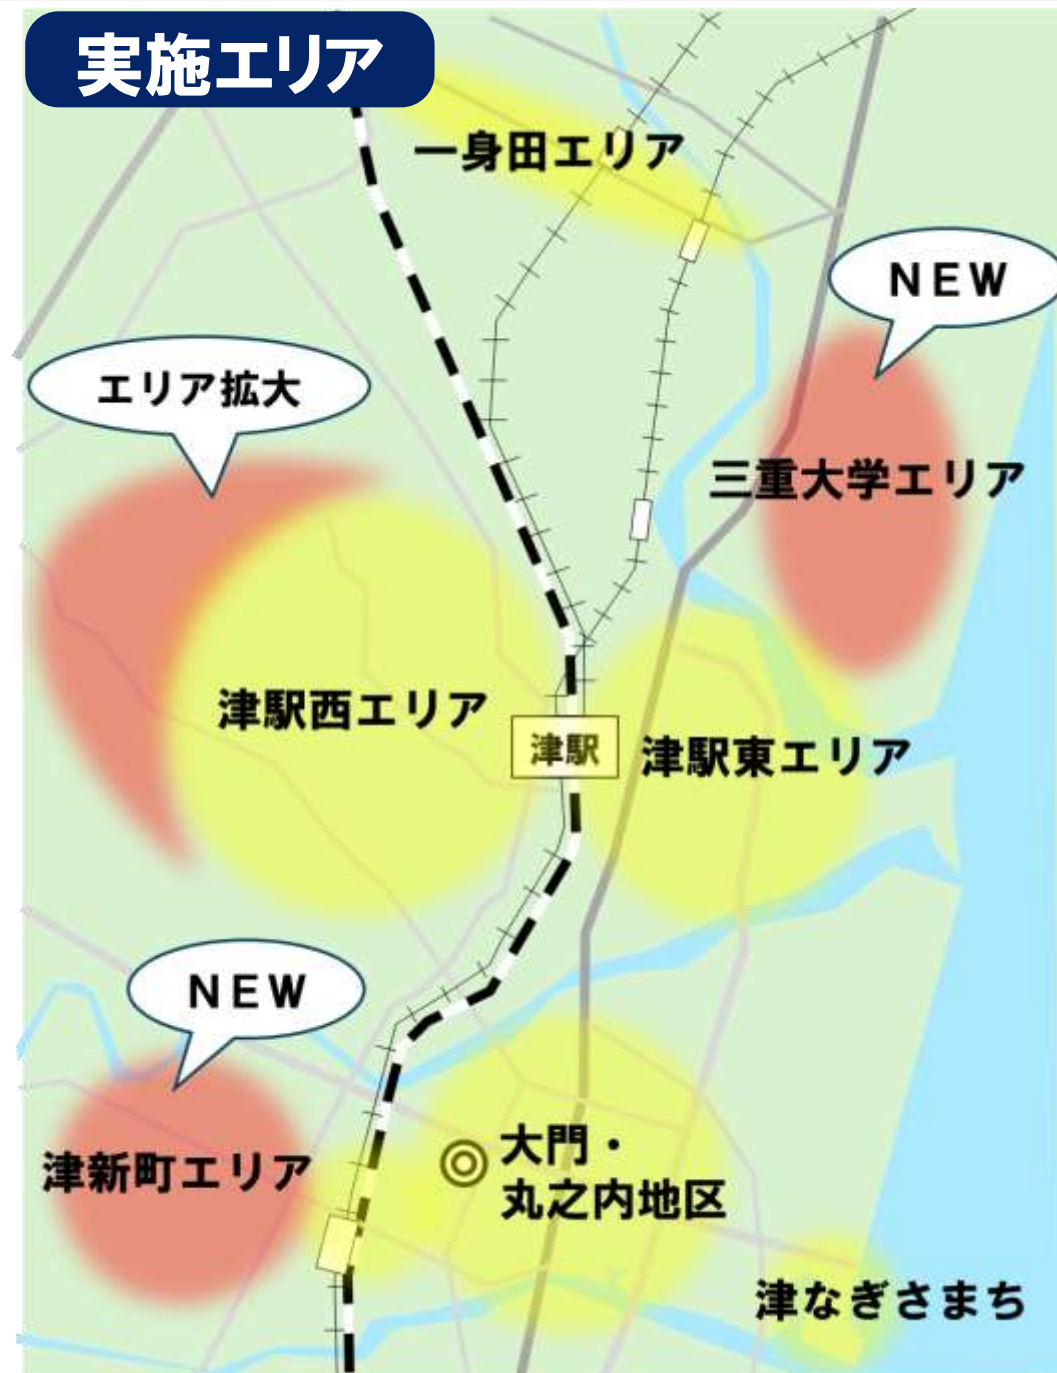 実施エリア
一身田エリア
NEW
エリア拡大
三重大学エリア
津駅西エリア
津駅
津駅東エリア
NEW
大門・
丸之内地区
津新町エリア
津なぎさまち